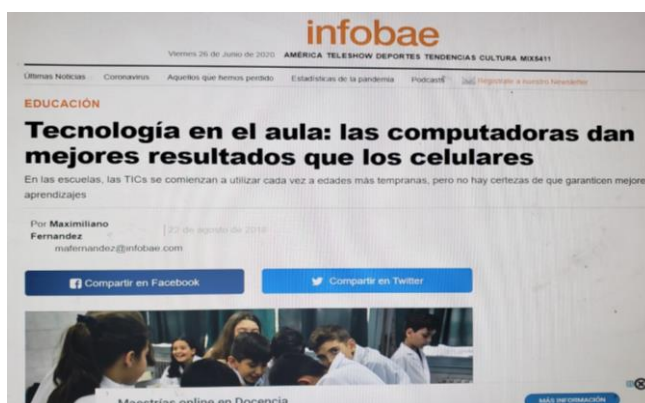 infobae
Viernes 26 de Junio de 2020 AMÉRICA TELESHOW DEPORTES TENDENCIAS CULTURA MIX5411
Últimas Noticias Coronavirus Aquellos que hemos perdido Estadísticas de la pandemia Podcasts Registrate a nuestro Newsletter
EDUCACIÓN
Tecnología en el aula: las computadoras dan
mejores resultados que los celulares
En las escuelas, las TICs se comienzan a utilizar cada vez a edades más tempranas, pero no hay certezas de que garanticen mejore
aprendizajes
Por Maximiliano
Fernandez
de agosto de
mafernandez@infobae.com
Compartir en Facebook
Compartir en Twitter
Maestrías online en Docencia
MÁS INFORMACIÓN